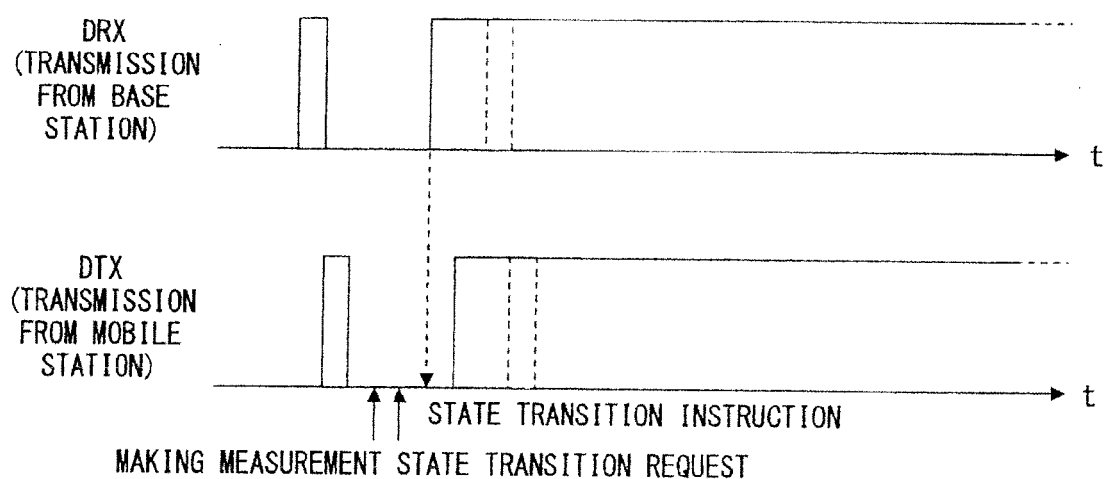 DRX
(TRANSMISSION
FROM BASE
STATION)
t
DTX
(TRANSMISSION
FROM MOBILE
STATION)
t
STATE TRANSITION INSTRUCTION
MAKING MEASUREMENT STATE TRANSITION REQUEST